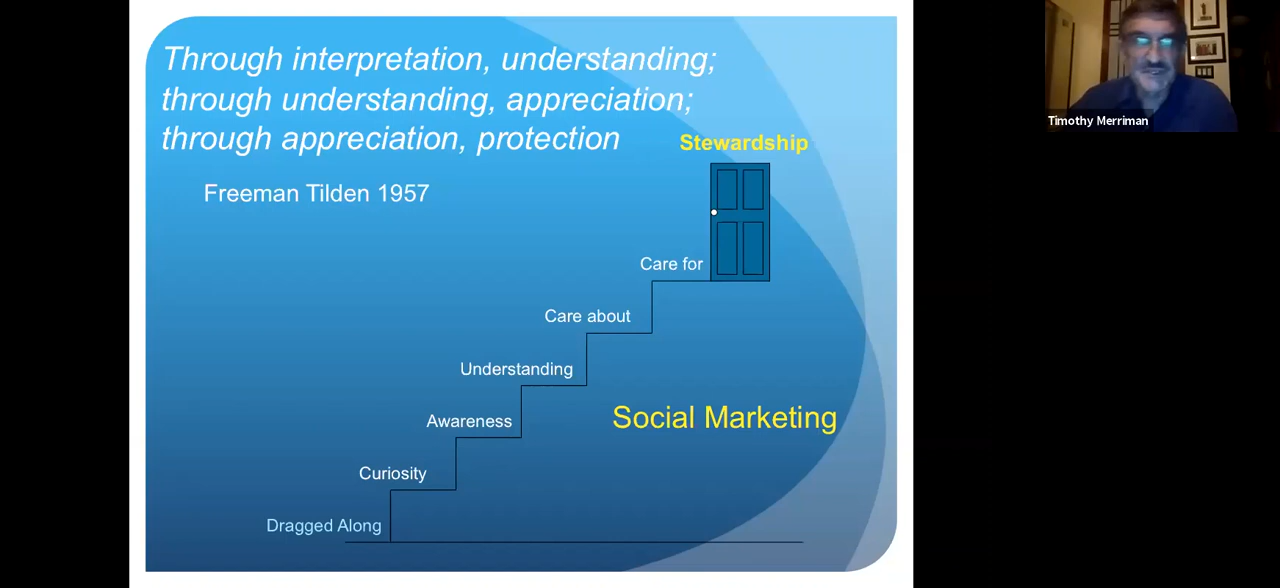 Through interpretation, understanding;
through understanding, appreciation;
through appreciation, protection
Freeman Tilden 1957
Stewardship
Care for
Care about
Understanding
Awareness
Social Marketing
Curiosity
Dragged Along
Timothy Merriman